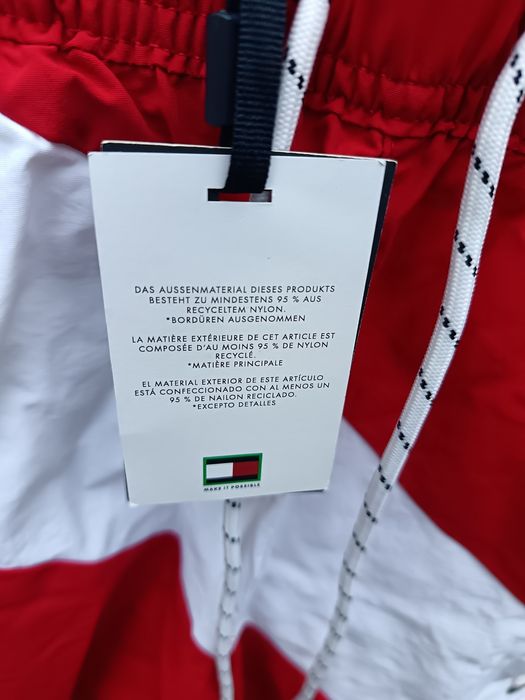 DAS AUSSENMATERIAL DIESES PRODUKTS
BESTEHT ZU MINDESTENS 95 % AUS
RECYCELTEM NYLON.
*BORDÜREN AUSGENOMMEN
LA MATIÈRE EXTÉRIEURE DE CET ARTICLE EST
COMPOSÉE D'AU MOINS 95 % DE NYLON
RECYCLÉ.
*MATIÈRE PRINCIPALE
EL MATERIAL EXTERIOR DE ESTE ARTÍCULO
ESTÁ CONFECCIONADO CON AL MENOS UN
95 % DE NAILON RECICLADO.
*EXCEPTO DETALLES
MAKE IT POSSIBLE